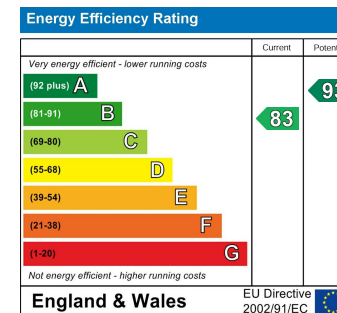 Energy Efficiency Rating
Current
Very energy efficient - lower running costs
(92 plus) A
(81-91) B
83
(69-80) C
(55-68) D
(39-54) E
(21-38) F
(1-20) G
Not energy efficient - higher running costs
England & Wales
EU Directive
2002/91/EC